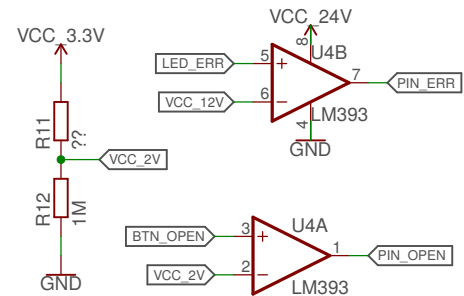 VCC_3.3V
R11
??
VCC_2V
R12
1M
GND
VCC_24V
8
U4B
LED_ERR
5
+
7
PIN_ERR
VCC_12V
6
−
LM393
4
GND
U4A
BTN_OPEN
3
+
1
PIN_OPEN
VCC_2V
2
−
LM393